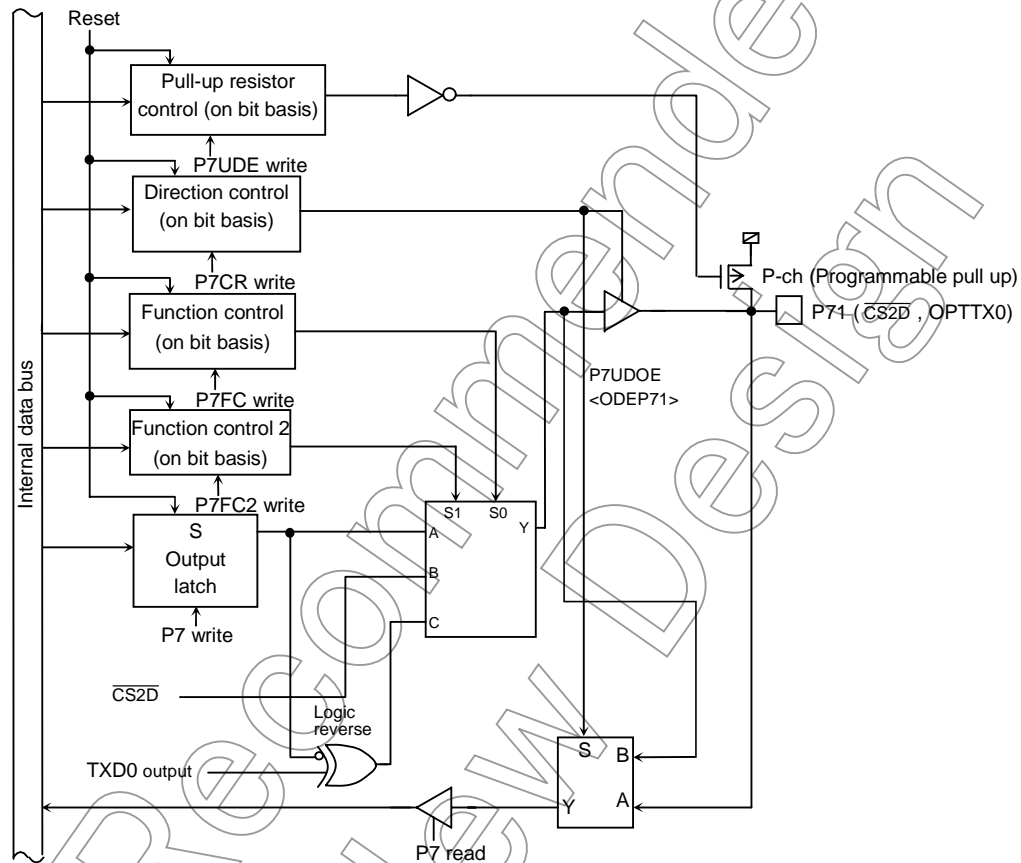 Reset
Pull-up resistor
control (on bit basis)
P7UDE write
Direction control
(on bit basis)
P7CR write
Function control
(on bit basis)
P7FC write
Function control 2
(on bit basis)
P7FC2 write
S
Output
latch
P7 write
Internal data bus
P-ch (Programmable pull up)
P71 (CS2D , OPTTX0)
P7UDOE
<ODEP71>
S1 S0
A
B
C
Y
CS2D
Logic
reverse
TXD0 output
S
B
A
Y
P7 read
Recommende
New Design